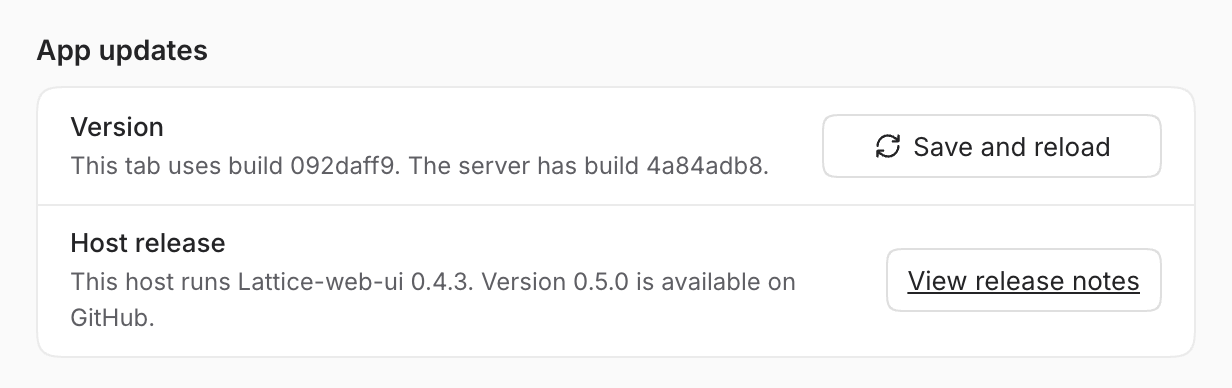 App updates
Version
This tab uses build 092daff9. The server has build 4a84adb8.
Save and reload
Host release
This host runs Lattice-web-ui 0.4.3. Version 0.5.0 is available on
GitHub.
View release notes